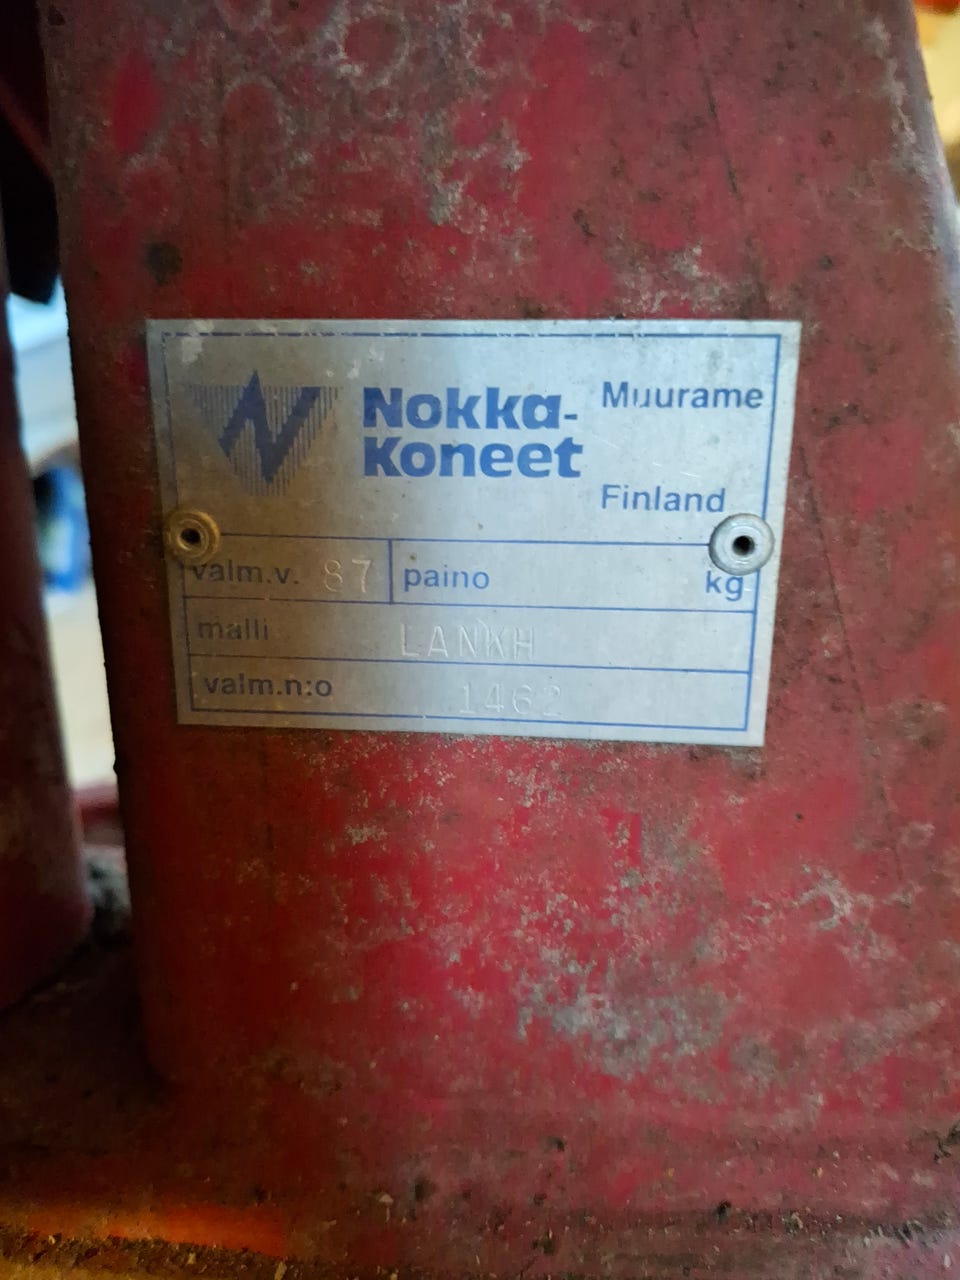 Nokka-
Koneet
Muurame
Finland
valm.v. 87 paino kg
malli LANKH
valm.n:o 1462